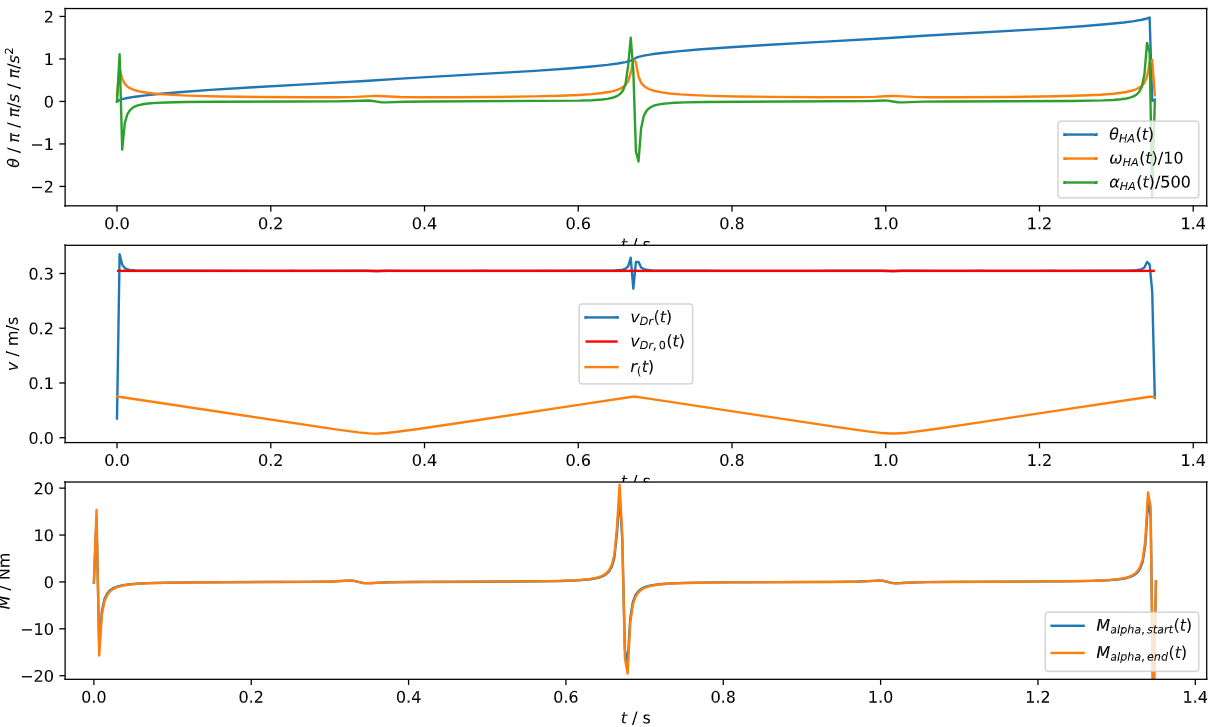 θ / π / π/s / π/s²
2
1
0
−1
−2
θ_HA(t)
ω_HA(t)/10
α_HA(t)/500
0.0 0.2 0.4 0.6 0.8 1.0 1.2 1.4
t / s
v / m/s
0.3
0.2
0.1
0.0
v_Dr(t)
v_Dr,0(t)
r_(t)
0.0 0.2 0.4 0.6 0.8 1.0 1.2 1.4
t / s
M / Nm
20
10
0
−10
−20
M_alpha,start(t)
M_alpha,end(t)
0.0 0.2 0.4 0.6 0.8 1.0 1.2 1.4
t / s